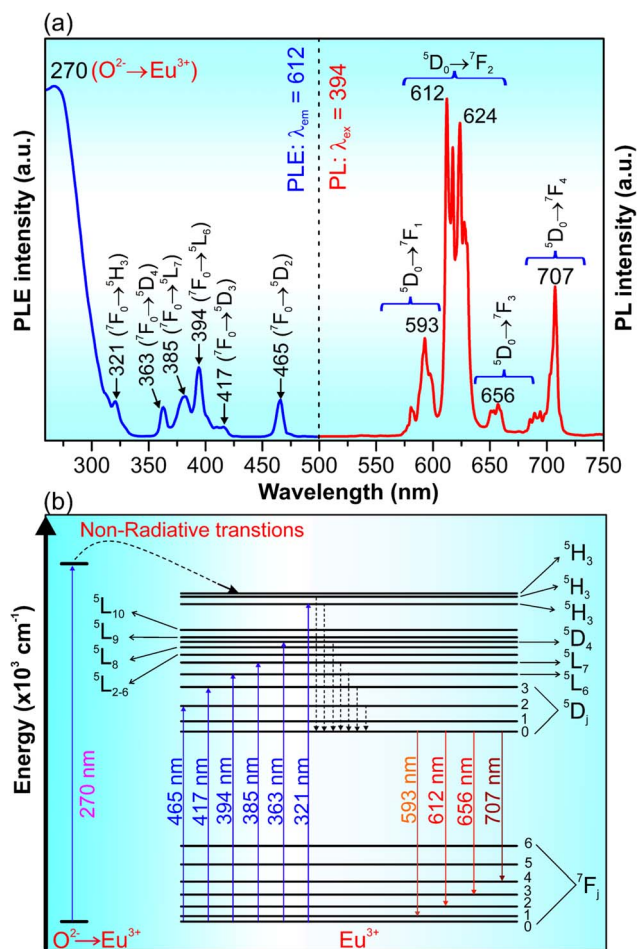 (a)
270 (O²⁻→Eu³⁺)
PLE: λem = 612
PL: λex = 394
321 (⁷F₀→⁵H₃)
363 (⁷F₀→⁵D₄)
385 (⁷F₀→⁵L₇)
394 (⁷F₀→⁵L₆)
417 (⁷F₀→⁵D₃)
465 (⁷F₀→⁵D₂)
⁵D₀→⁷F₁
593
⁵D₀→⁷F₂
612
624
⁵D₀→⁷F₃
656
⁵D₀→⁷F₄
707
PLE intensity (a.u.)
PL intensity (a.u.)
300 350 400 450 500 550 600 650 700 750
Wavelength (nm)
(b)
Non-Radiative transtions
Energy (x10³ cm⁻¹)
⁵L₁₀
⁵L₉
⁵L₈
⁵L₂₋₆
⁵H₃
⁵H₃
⁵H₃
⁵D₄
⁵L₇
⁵L₆
3
2
1
0
⁵Dⱼ
270 nm
465 nm
417 nm
394 nm
385 nm
363 nm
321 nm
593 nm
612 nm
656 nm
707 nm
6
5
4
3
2
1
0
⁷Fⱼ
O²⁻→Eu³⁺
Eu³⁺